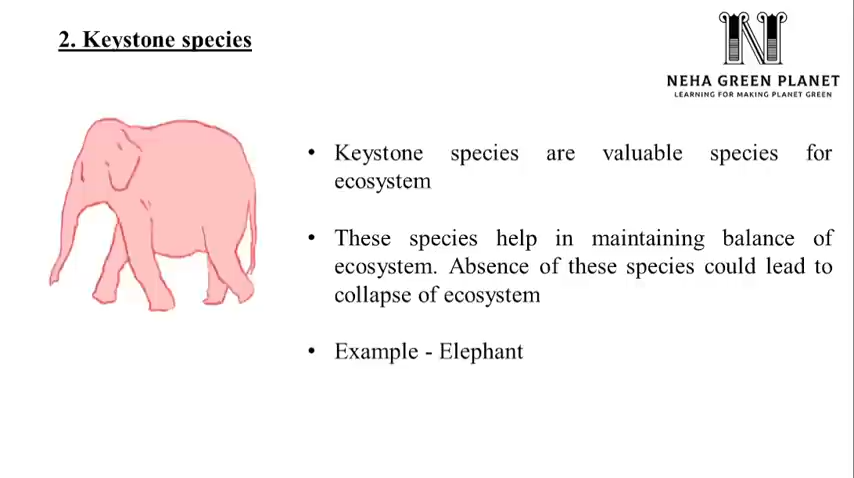 2. Keystone species
N
NEHA GREEN PLANET
LEARNING FOR MAKING PLANET GREEN
• Keystone species are valuable species for
ecosystem
• These species help in maintaining balance of
ecosystem. Absence of these species could lead to
collapse of ecosystem
• Example - Elephant